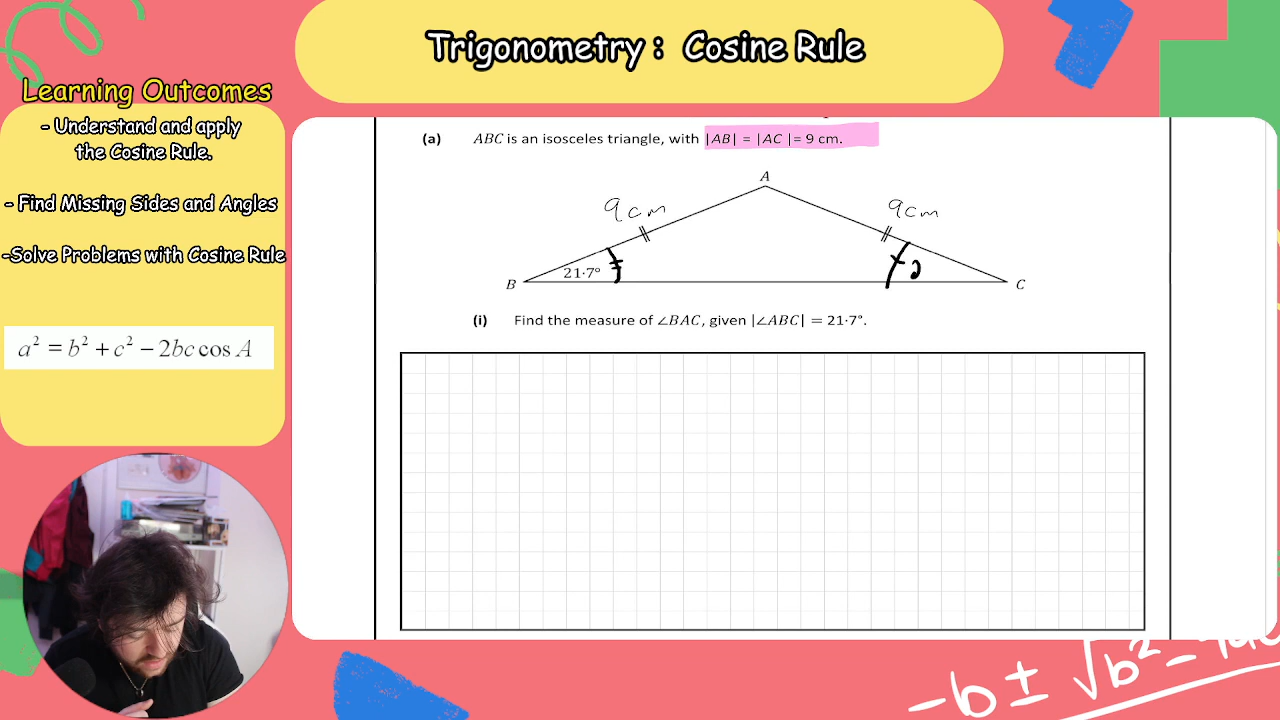 Trigonometry : Cosine Rule
Learning Outcomes
- Understand and apply
the Cosine Rule.
- Find Missing Sides and Angles
-Solve Problems with Cosine Rule
a² = b² + c² − 2bc cos A
(a) ABC is an isosceles triangle, with |AB| = |AC |= 9 cm.
A
9cm
9cm
B
21·7°
2
C
(i) Find the measure of ∠BAC, given |∠ABC| = 21·7°.
-b ± √b² -